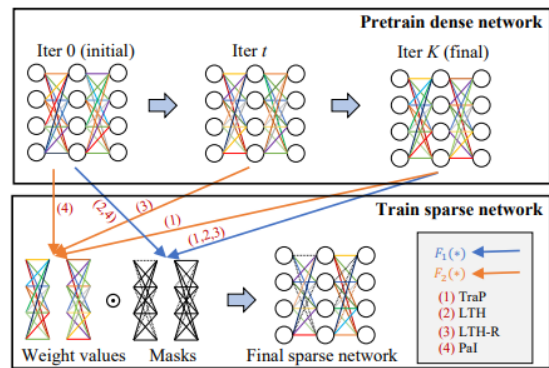 Pretrain dense network
Iter 0 (initial)
Iter t
Iter K (final)
(4)
(2,4)
(3)
(1)
(1,2,3)
Train sparse network
F₁(*)
F₂(*)
(1) TraP
(2) LTH
(3) LTH-R
(4) PaI
Weight values
Masks
Final sparse network